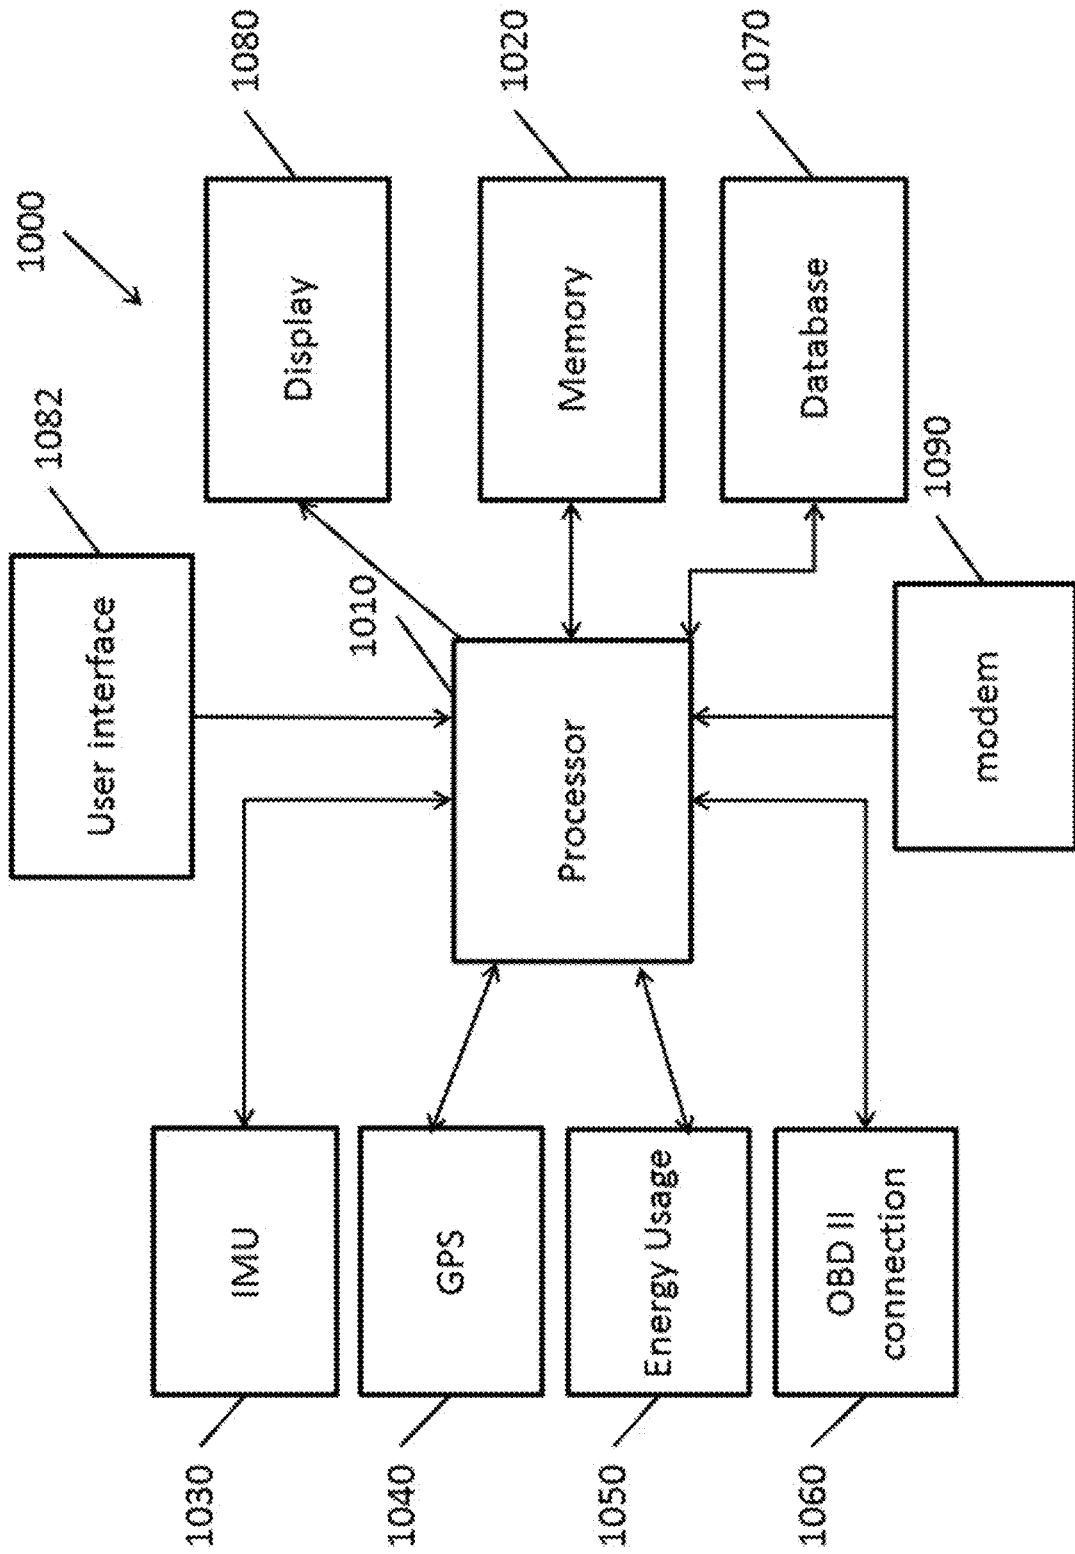 1000
1082
User interface
1080
Display
1030
IMU
1010
Processor
1020
Memory
1040
GPS
1050
Energy Usage
1070
Database
1060
OBD II
connection
1090
modem